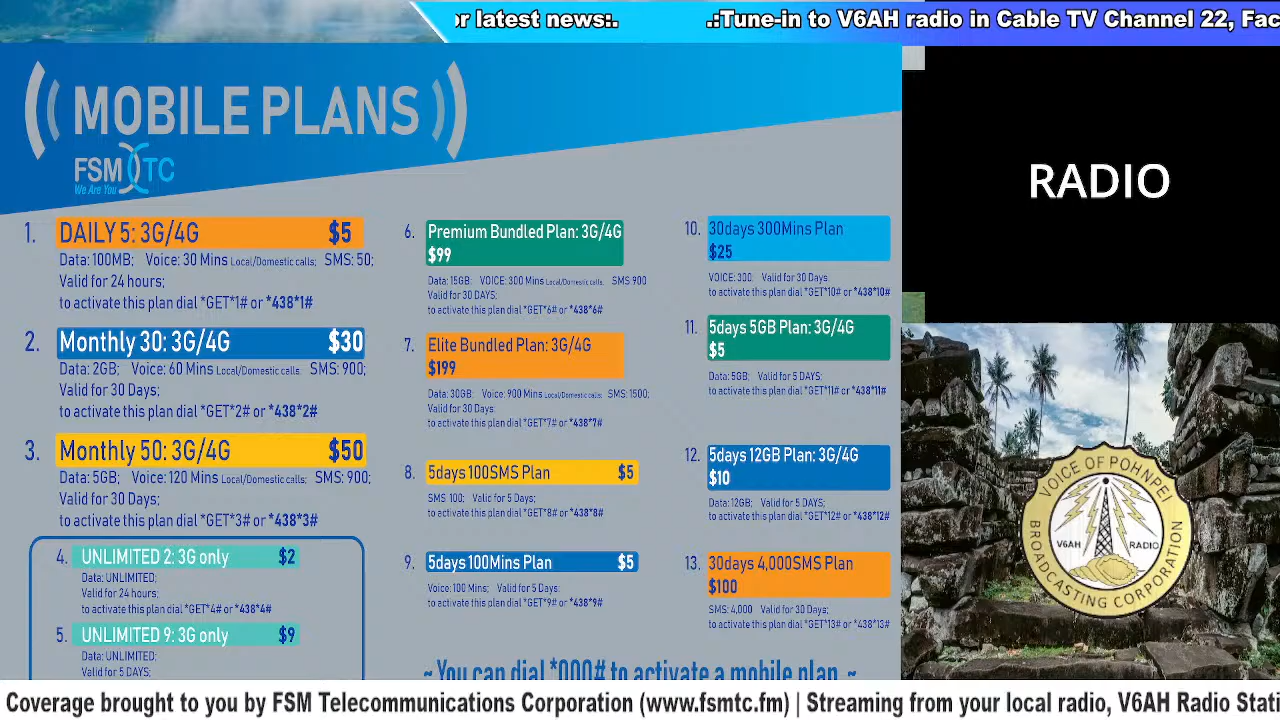 or latest news:.
.:Tune-in to V6AH radio in Cable TV Channel 22, Fac
MOBILE PLANS
FSMTC
We Are You
1. DAILY 5: 3G/4G $5
Data: 100MB; Voice: 30 Mins Local/Domestic calls; SMS: 50;
Valid for 24 hours;
to activate this plan dial *GET*1# or *438*1#
2. Monthly 30: 3G/4G $30
Data: 2GB; Voice: 60 Mins Local/Domestic calls. SMS: 900;
Valid for 30 Days;
to activate this plan dial *GET*2# or *438*2#
3. Monthly 50: 3G/4G $50
Data: 5GB; Voice: 120 Mins Local/Domestic calls; SMS: 900;
Valid for 30 Days;
to activate this plan dial *GET*3# or *438*3#
4. UNLIMITED 2: 3G only $2
Data: UNLIMITED;
Valid for 24 hours;
to activate this plan dial *GET*4# or *438*4#
5. UNLIMITED 9: 3G only $9
Data: UNLIMITED;
Valid for 5 DAYS;
6. Premium Bundled Plan: 3G/4G
$99
Data: 15GB; VOICE: 300 Mins Local/Domestic calls. SMS 900
Valid for 30 DAYS;
to activate this plan dial *GET*6# or *438*6#
7. Elite Bundled Plan: 3G/4G
$199
Data: 30GB; Voice: 900 Mins Local/Domestic calls; SMS: 1500;
Valid for 30 Days;
to activate this plan dial *GET*7# or *438*7#
8. 5days 100SMS Plan $5
SMS 100; Valid for 5 Days;
to activate this plan dial *GET*8# or *438*8#
9. 5days 100Mins Plan $5
Voice: 100 Mins; Valid for 5 Days;
to activate this plan dial *GET*9# or *438*9#
10. 30days 300Mins Plan
$25
VOICE: 300 Valid for 30 Days;
to activate this plan dial *GET*10# or *438*10#
11. 5days 5GB Plan: 3G/4G
$5
Data: 5GB; Valid for 5 DAYS;
to activate this plan dial *GET*11# or *438*11#
12. 5days 12GB Plan: 3G/4G
$10
Data: 12GB; Valid for 5 DAYS;
to activate this plan dial *GET*12# or *438*12#
13. 30days 4,000SMS Plan
$100
SMS: 4,000 Valid for 30 Days;
to activate this plan dial *GET*13# or *438*13#
~ You can dial *000# to activate a mobile plan ~
RADIO
VOICE OF POHNPEI
V6AH RADIO
BROADCASTING CORPORATION
Coverage brought to you by FSM Telecommunications Corporation (www.fsmtc.fm) | Streaming from your local radio, V6AH Radio Stati